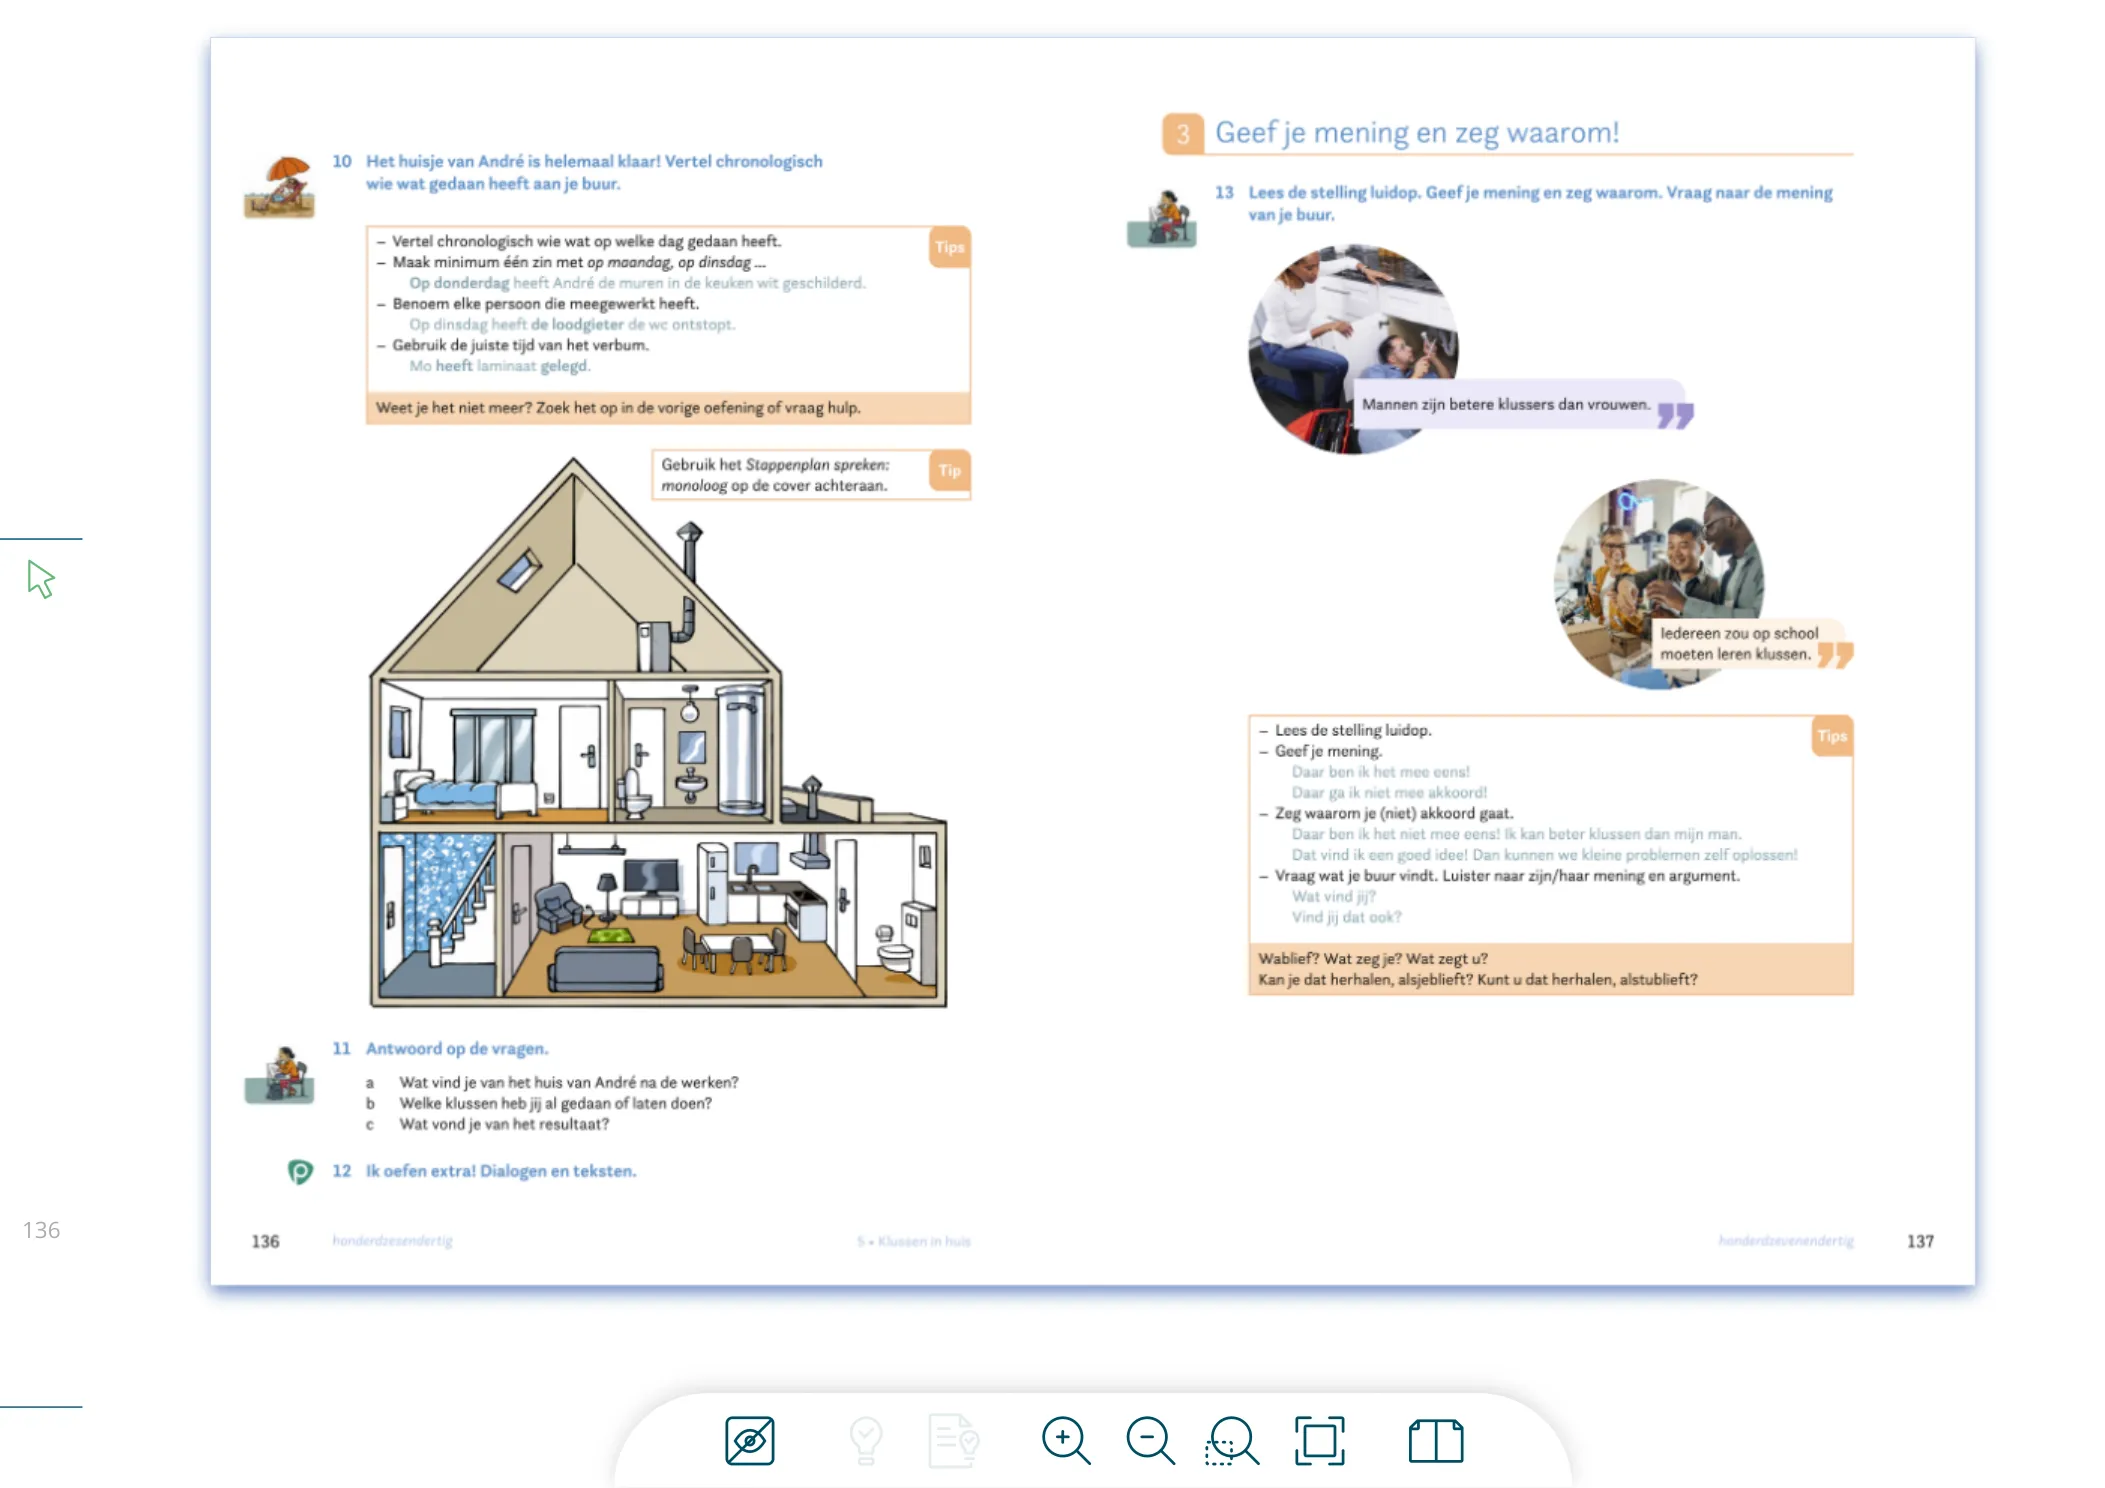 10 Het huisje van André is helemaal klaar! Vertel chronologisch
wie wat gedaan heeft aan je buur.
– Vertel chronologisch wie wat op welke dag gedaan heeft.
– Maak minimum één zin met op maandag, op dinsdag ...
Op donderdag heeft André de muren in de keuken wit geschilderd.
– Benoem elke persoon die meegewerkt heeft.
Op dinsdag heeft de loodgieter de wc ontstopt.
– Gebruik de juiste tijd van het verbum.
Mo heeft laminaat gelegd.
Tips
Weet je het niet meer? Zoek het op in de vorige oefening of vraag hulp.
Gebruik het Stappenplan spreken:
monoloog op de cover achteraan.
Tip
11 Antwoord op de vragen.
a Wat vind je van het huis van André na de werken?
b Welke klussen heb jij al gedaan of laten doen?
c Wat vond je van het resultaat?
12 Ik oefen extra! Dialogen en teksten.
136 honderdzesendertig 5 • Klussen in huis
3 Geef je mening en zeg waarom!
13 Lees de stelling luidop. Geef je mening en zeg waarom. Vraag naar de mening
van je buur.
Mannen zijn betere klussers dan vrouwen.
Iedereen zou op school
moeten leren klussen.
– Lees de stelling luidop.
– Geef je mening.
Daar ben ik het mee eens!
Daar ga ik niet mee akkoord!
– Zeg waarom je (niet) akkoord gaat.
Daar ben ik het niet mee eens! Ik kan beter klussen dan mijn man.
Dat vind ik een goed idee! Dan kunnen we kleine problemen zelf oplossen!
– Vraag wat je buur vindt. Luister naar zijn/haar mening en argument.
Wat vind jij?
Vind jij dat ook?
Tips
Wablief? Wat zeg je? Wat zegt u?
Kan je dat herhalen, alsjeblieft? Kunt u dat herhalen, alstublieft?
honderdzevenendertig 137
136